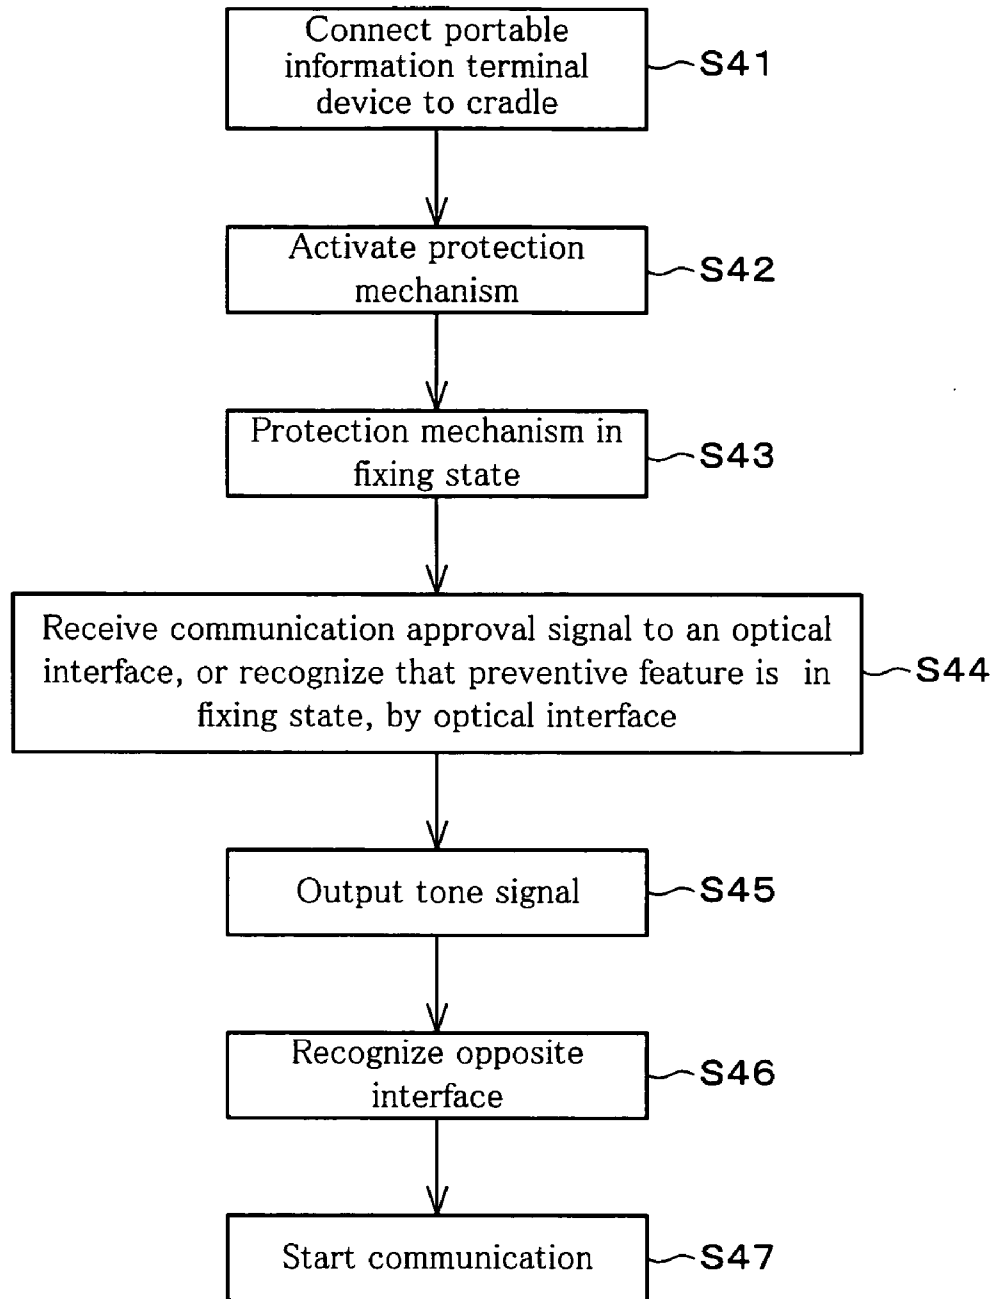 Connect portable
information terminal
device to cradle
S41
Activate protection
mechanism
S42
Protection mechanism in
fixing state
S43
Receive communication approval signal to an optical
interface, or recognize that preventive feature is in
fixing state, by optical interface
S44
Output tone signal
S45
Recognize opposite
interface
S46
Start communication
S47